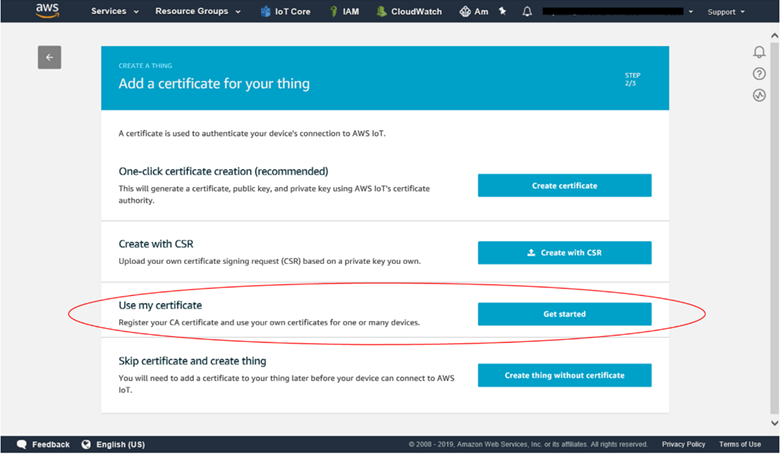 aws Services Resource Groups IoT Core IAM CloudWatch Am Support
CREATE A THING
Add a certificate for your thing
STEP
2/3
A certificate is used to authenticate your device's connection to AWS IoT.
One-click certificate creation (recommended)
This will generate a certificate, public key, and private key using AWS IoT's certificate
authority.
Create certificate
Create with CSR
Upload your own certificate signing request (CSR) based on a private key you own.
Create with CSR
Use my certificate
Register your CA certificate and use your own certificates for one or many devices.
Get started
Skip certificate and create thing
You will need to add a certificate to your thing later before your device can connect to AWS
IoT.
Create thing without certificate
Feedback English (US) © 2008 - 2019, Amazon Web Services, Inc. or its affiliates. All rights reserved. Privacy Policy Terms of Use